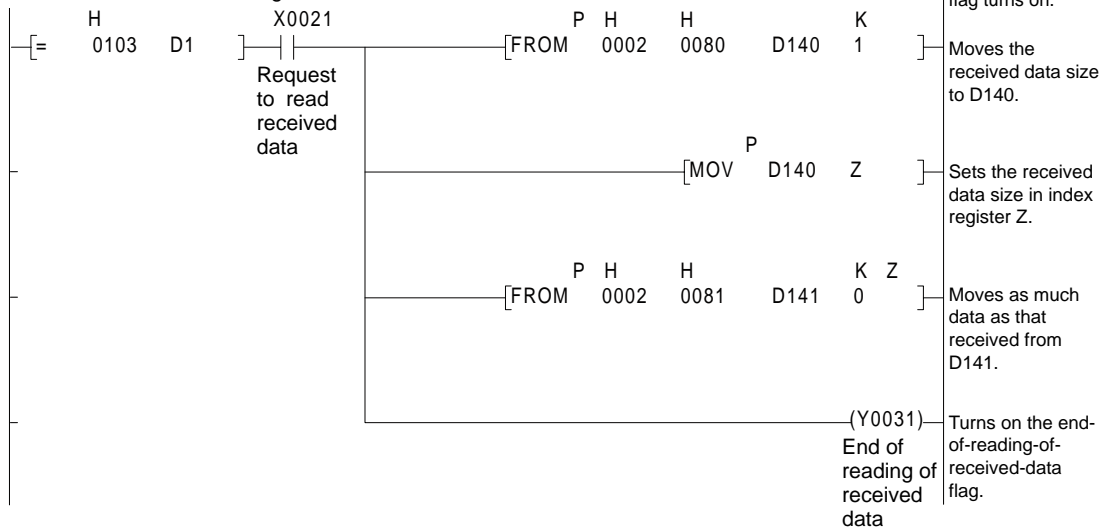 flag turns on.
H X0021 P H H K
[= 0103 D1 ] [FROM 0002 0080 D140 1 ]
Request
to read
received
data
Moves the
received data size
to D140.
P
[MOV D140 Z ]
Sets the received
data size in index
register Z.
P H H K Z
[FROM 0002 0081 D141 0 ]
Moves as much
data as that
received from
D141.
(Y0031)
End of
reading of
received
data
Turns on the end-
of-reading-of-
received-data
flag.